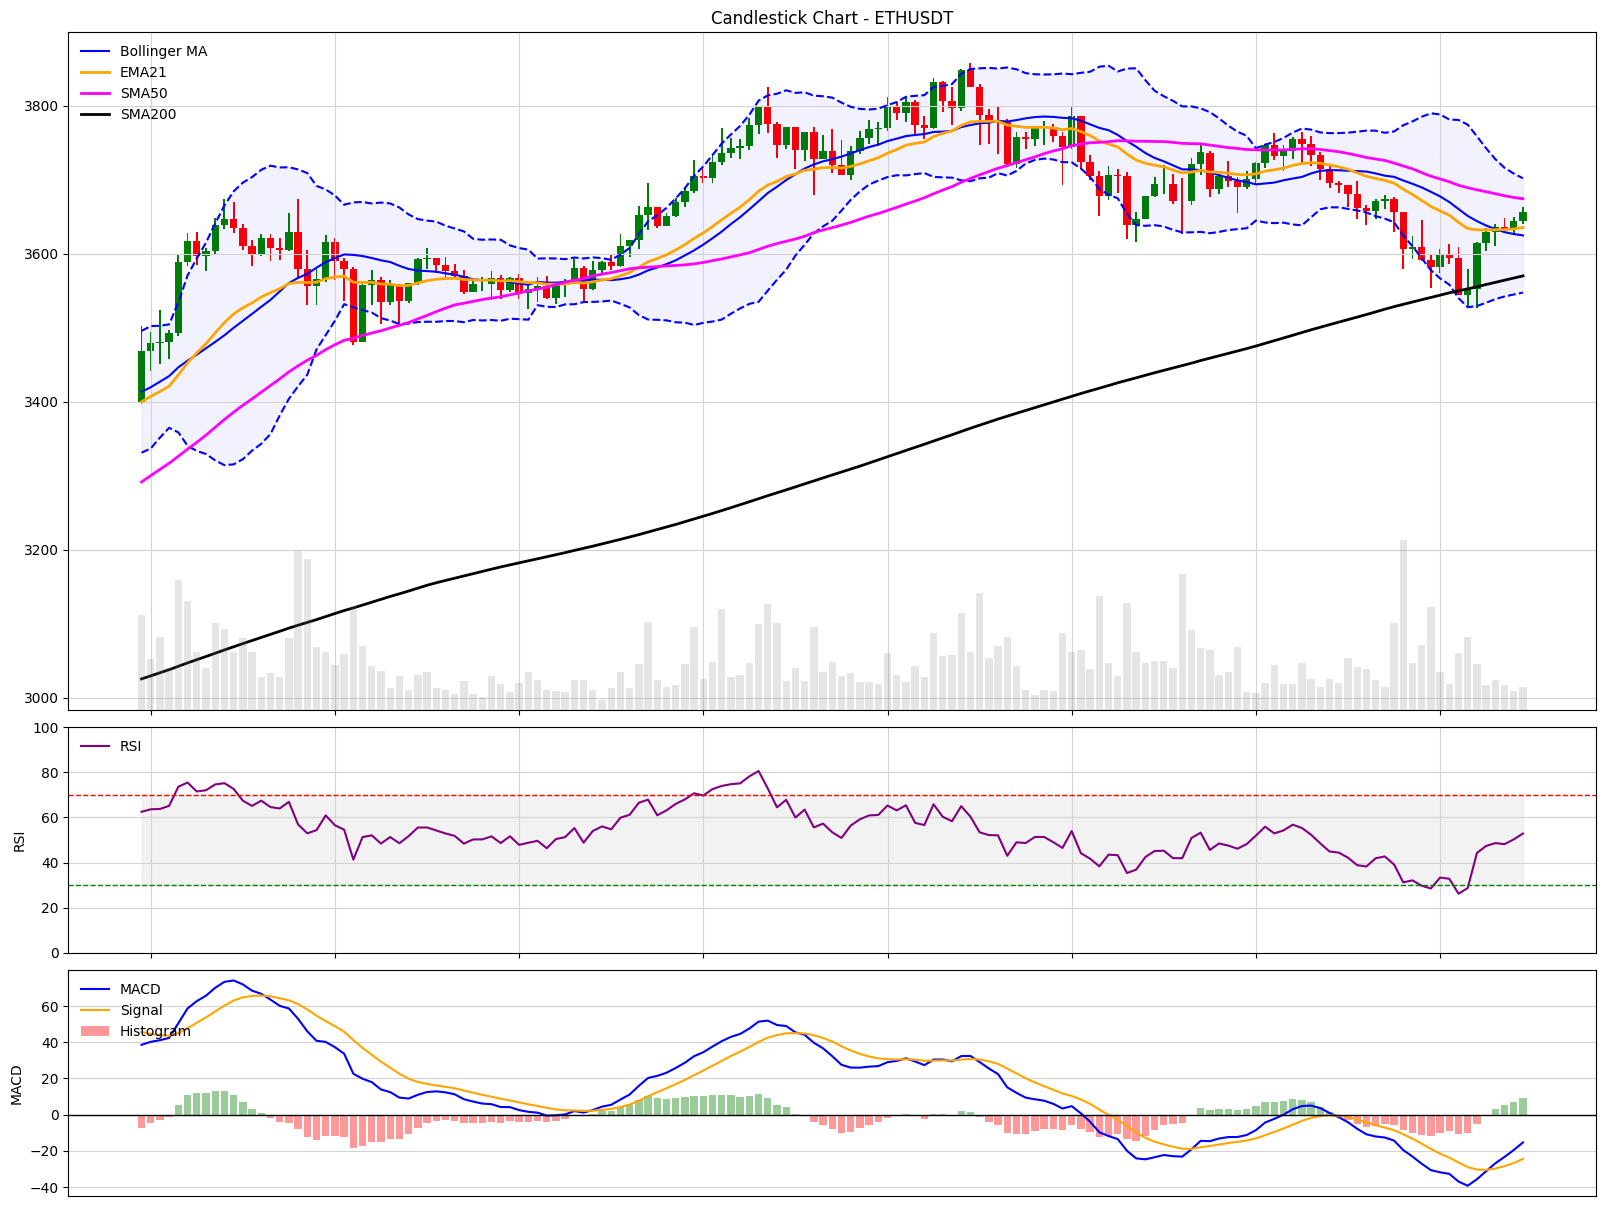 Candlestick Chart - ETHUSDT
Bollinger MA
EMA21
SMA50
SMA200
3800
3600
3400
3200
3000
RSI
100
80
60
40
20
0
RSI
MACD
Signal
Histogram
60
40
20
0
−20
−40
MACD